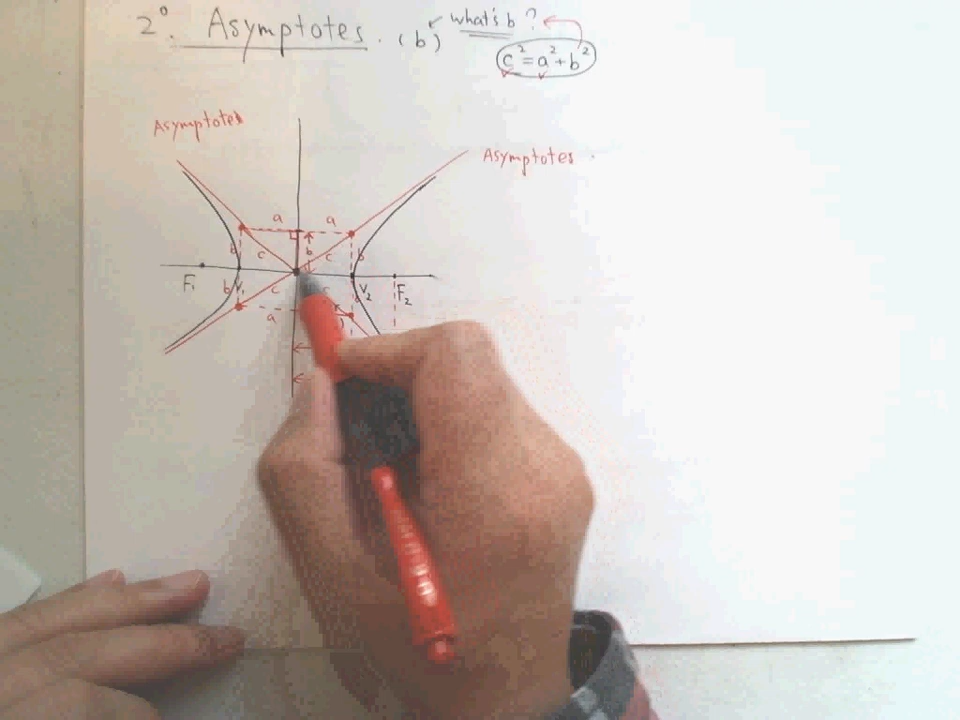 2°. Asymptotes. (b) what's b?
c² = a² + b²
Asymptotes
Asymptotes
a a
b c b c b
F₁ b V₁ c c V₂ F₂
a